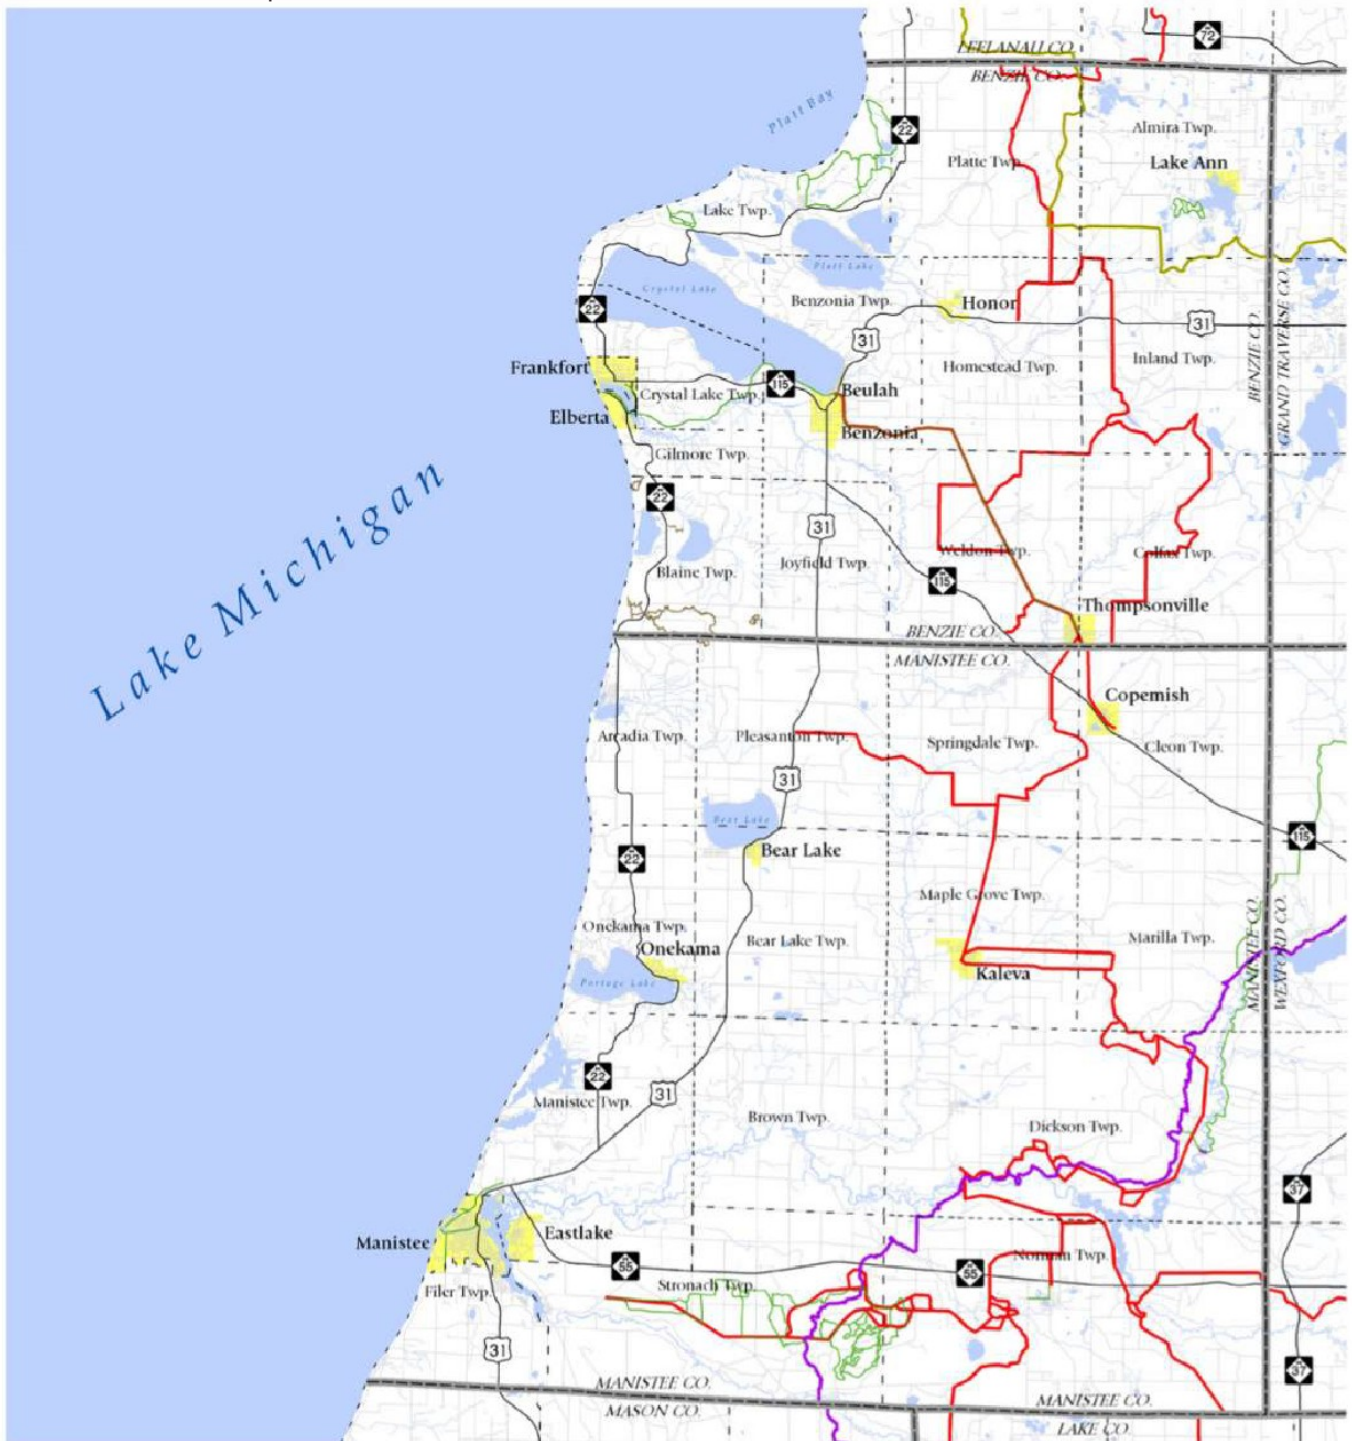 M 72
LEELANAU CO.
BENZIE CO.
Platt Bay
M 22
Almira Twp.
Platte Twp.
Lake Ann
Lake Twp.
Platt Lake
Crystal Lake
Benzonia Twp.
Honor
M 22
31
31
BENZIE CO.
GRAND TRAVERSE CO.
Frankfort
Homestead Twp.
Inland Twp.
M 115
Crystal Lake Twp.
Beulah
Elberta
Benzonia
Gilmore Twp.
M 22
31
Lake Michigan
Weldon Twp.
Colfax Twp.
Joyfield Twp.
Blaine Twp.
M 115
Thompsonville
BENZIE CO.
MANISTEE CO.
Copemish
Arcadia Twp.
Pleasanton Twp.
Springdale Twp.
Cleon Twp.
31
Bear Lake
M 115
Bear Lake
M 22
Maple Grove Twp.
MANISTEE CO.
WEXFORD CO.
Onekama Twp.
Bear Lake Twp.
Marilla Twp.
Onekama
Kaleva
Portage Lake
M 22
31
Manistee Twp.
Brown Twp.
Dickson Twp.
M 37
Eastlake
Manistee
M 55
M 55
Norman Twp.
Filer Twp.
Stronach Twp.
31
M 37
MANISTEE CO.
MASON CO.
MANISTEE CO.
LAKE CO.